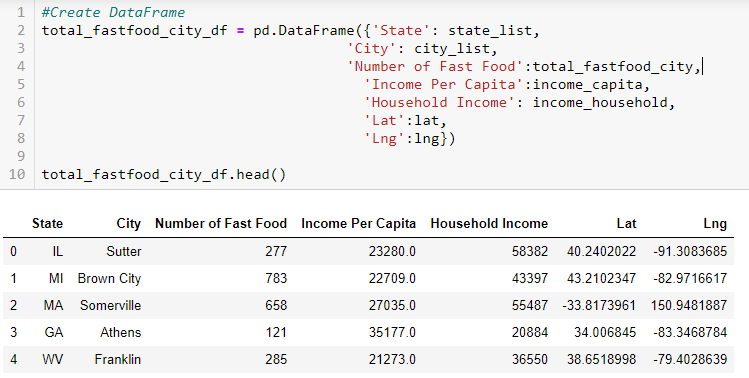 1 #Create DataFrame
2 total_fastfood_city_df = pd.DataFrame({'State': state_list,
3 'City': city_list,
4 'Number of Fast Food':total_fastfood_city,
5 'Income Per Capita':income_capita,
6 'Household Income': income_household,
7 'Lat':lat,
8 'Lng':lng})
9
10 total_fastfood_city_df.head()
State City Number of Fast Food Income Per Capita Household Income Lat Lng
0 IL Sutter 277 23280.0 58382 40.2402022 -91.3083685
1 MI Brown City 783 22709.0 43397 43.2102347 -82.9716617
2 MA Somerville 658 27035.0 55487 -33.8173961 150.9481887
3 GA Athens 121 35177.0 20884 34.006845 -83.3468784
4 WV Franklin 285 21273.0 36550 38.6518998 -79.4028639